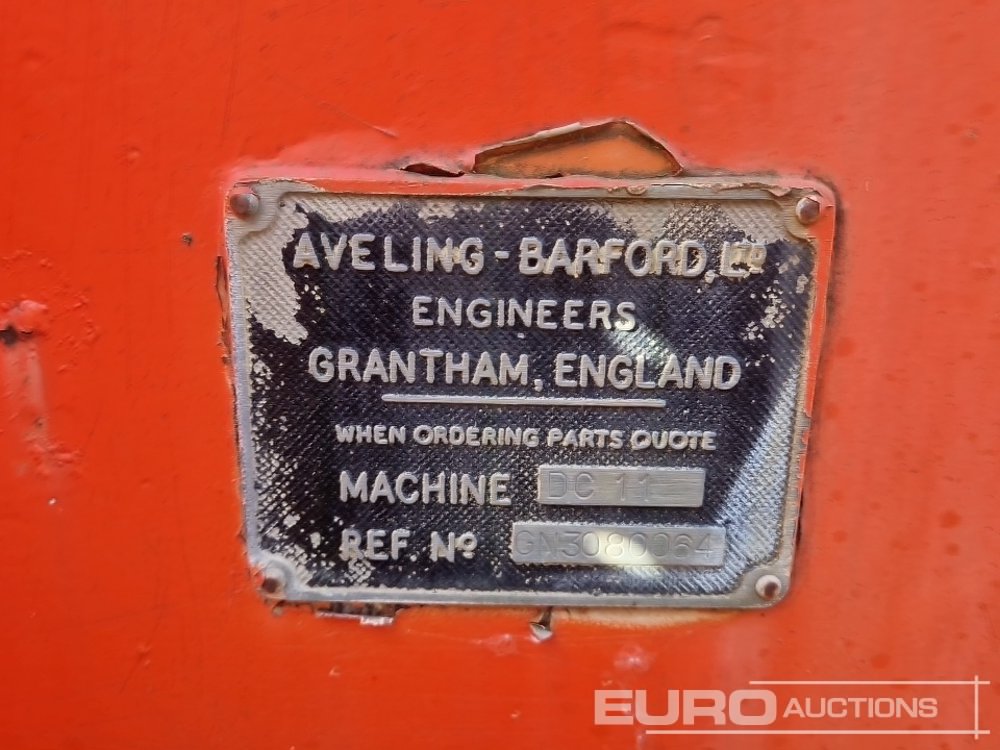 AVELING - BARFORD. LTD
ENGINEERS
GRANTHAM, ENGLAND
WHEN ORDERING PARTS QUOTE
MACHINE DC 11
REF. No GN3080064
EURO AUCTIONS